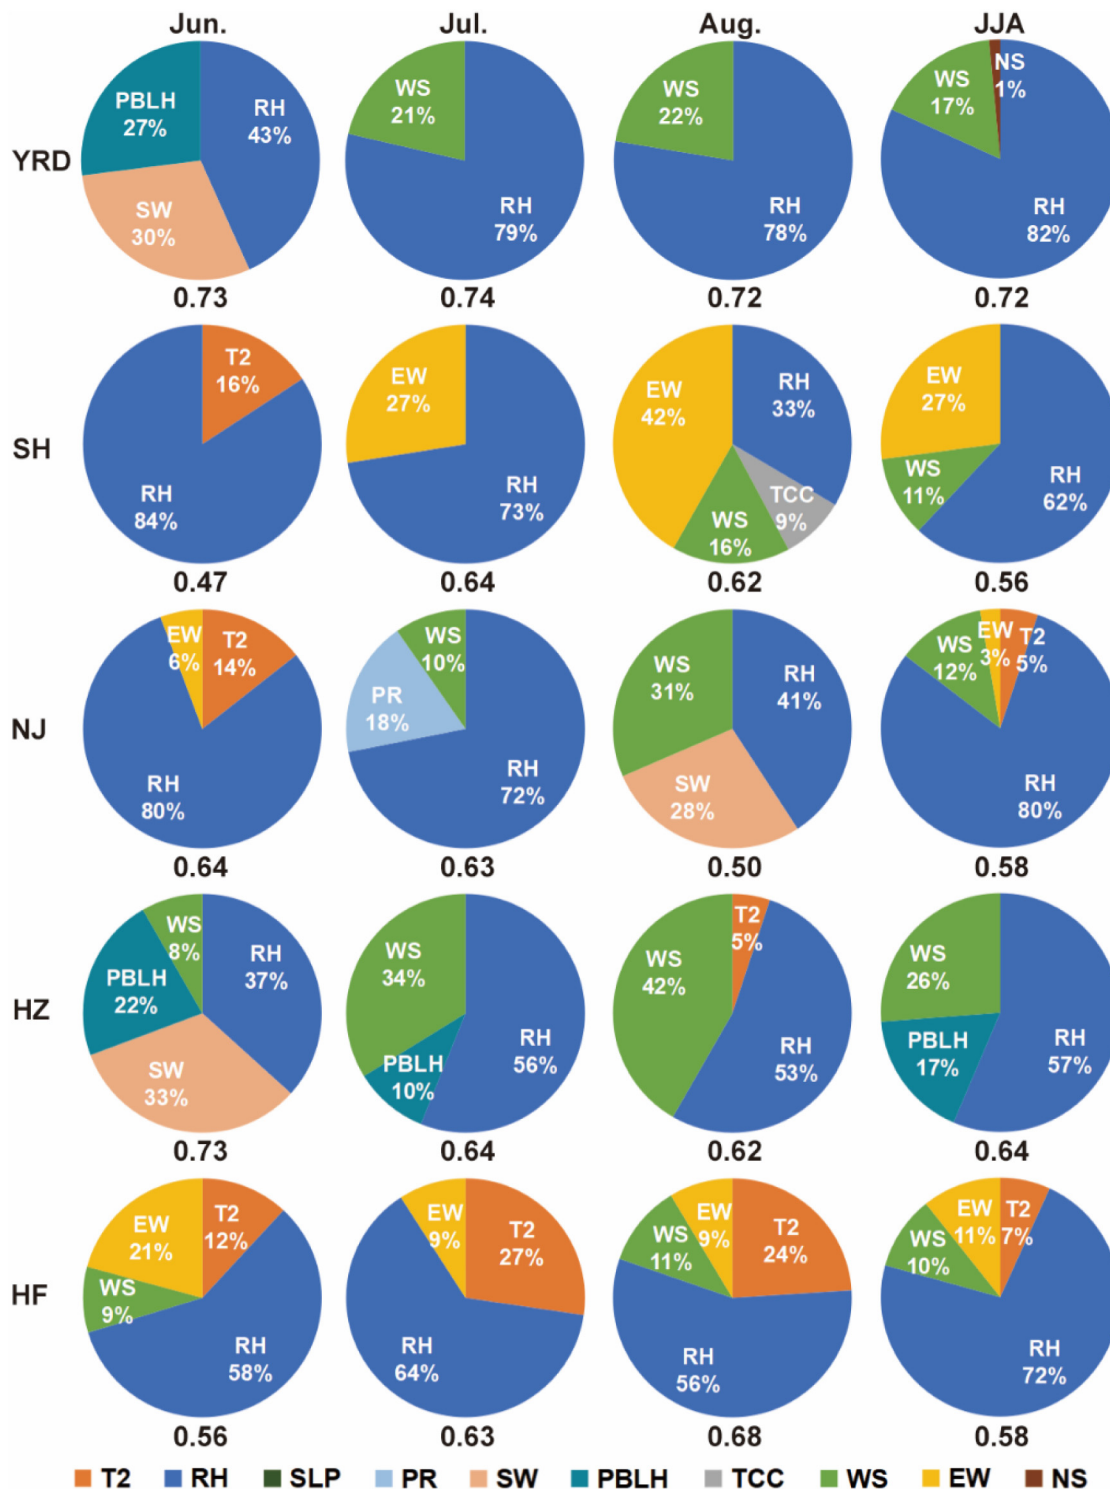 Jun. Jul. Aug. JJA
YRD
PBLH
27%
RH
43%
SW
30%
WS
21%
RH
79%
WS
22%
RH
78%
WS
17%
NS
1%
RH
82%
0.73 0.74 0.72 0.72
SH
T2
16%
RH
84%
EW
27%
RH
73%
EW
42%
RH
33%
TCC
9%
WS
16%
EW
27%
WS
11%
RH
62%
0.47 0.64 0.62 0.56
NJ
EW
6%
T2
14%
RH
80%
WS
10%
PR
18%
RH
72%
WS
31%
RH
41%
SW
28%
WS
12%
EW
3%
T2
5%
RH
80%
0.64 0.63 0.50 0.58
HZ
WS
8%
RH
37%
PBLH
22%
SW
33%
WS
34%
PBLH
10%
RH
56%
T2
5%
WS
42%
RH
53%
WS
26%
PBLH
17%
RH
57%
0.73 0.64 0.62 0.64
HF
EW
21%
T2
12%
WS
9%
RH
58%
EW
9%
T2
27%
RH
64%
WS
11%
EW
9%
T2
24%
RH
56%
WS
10%
EW
11%
T2
7%
RH
72%
0.56 0.63 0.68 0.58
T2 RH SLP PR SW PBLH TCC WS EW NS